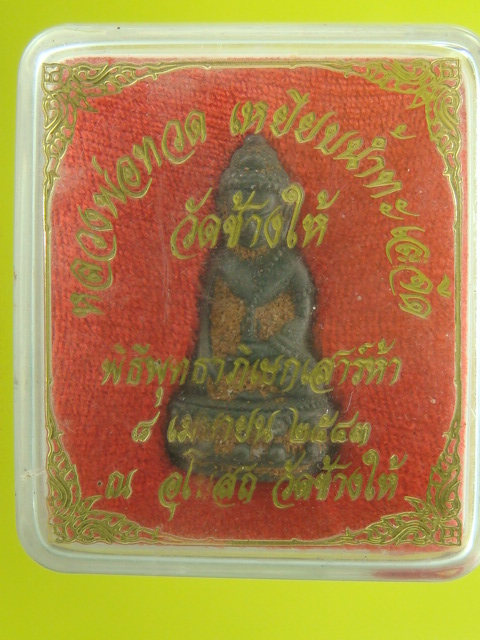 หลวงพ่อทวด เหยียบน้ำทะเลจืด
วัดช้างให้
พิธีพุทธาภิเษกเสาร์ห้า
๘ เมษายน ๒๕๔๓
ณ อุโบสถ วัดช้างให้